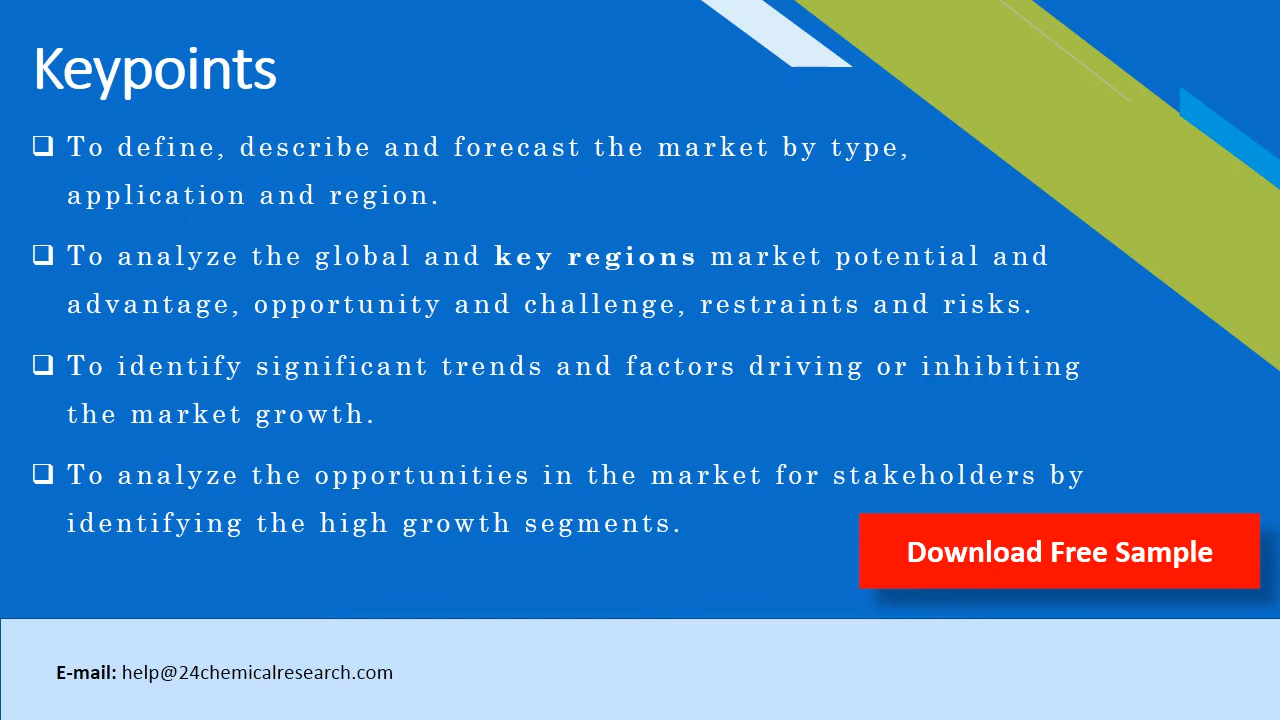 Keypoints
❑ To define, describe and forecast the market by type,
application and region.
❑ To analyze the global and key regions market potential and
advantage, opportunity and challenge, restraints and risks.
❑ To identify significant trends and factors driving or inhibiting
the market growth.
❑ To analyze the opportunities in the market for stakeholders by
identifying the high growth segments.
Download Free Sample
E-mail: help@24chemicalresearch.com